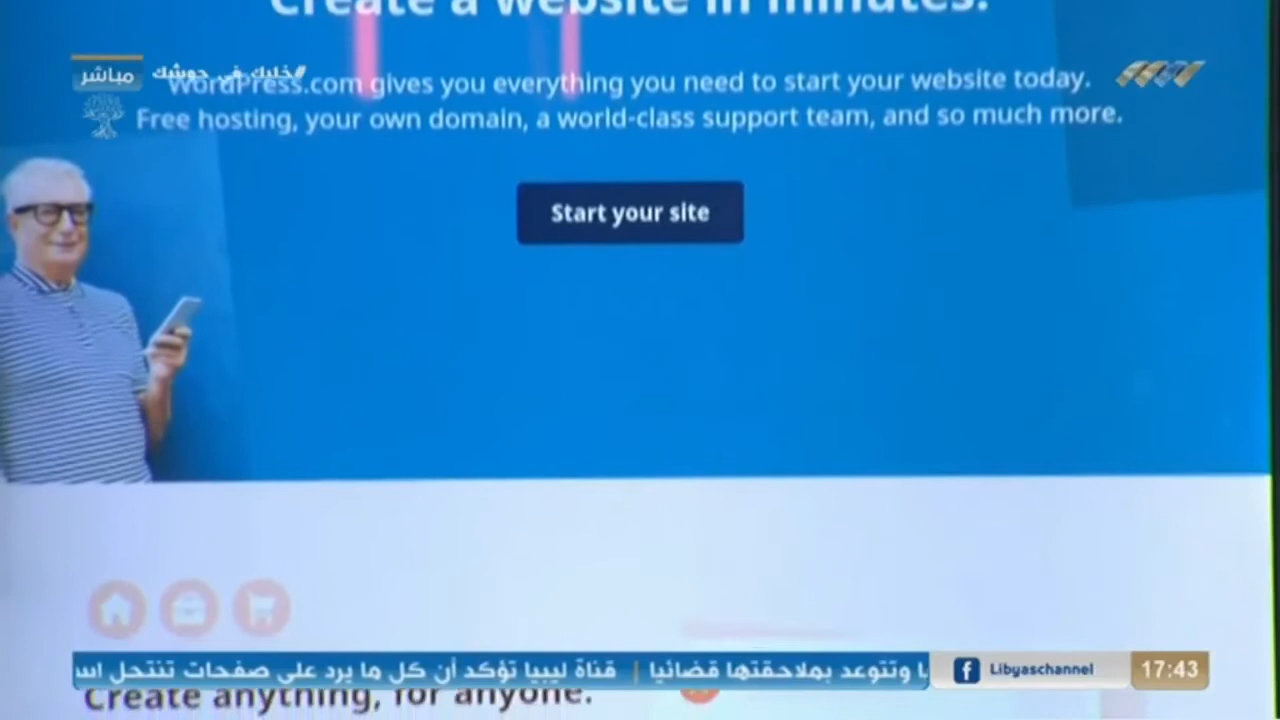 Create a website in minutes.
مباشر
#خليك في حوشك
WordPress.com gives you everything you need to start your website today.
Free hosting, your own domain, a world-class support team, and so much more.
Start your site
وتتوعد بملاحقتها قضائيا | قناة ليبيا تؤكد أن كل ما يرد على صفحات تنتحل
Libyaschannel
17:43
Create anything, for anyone.